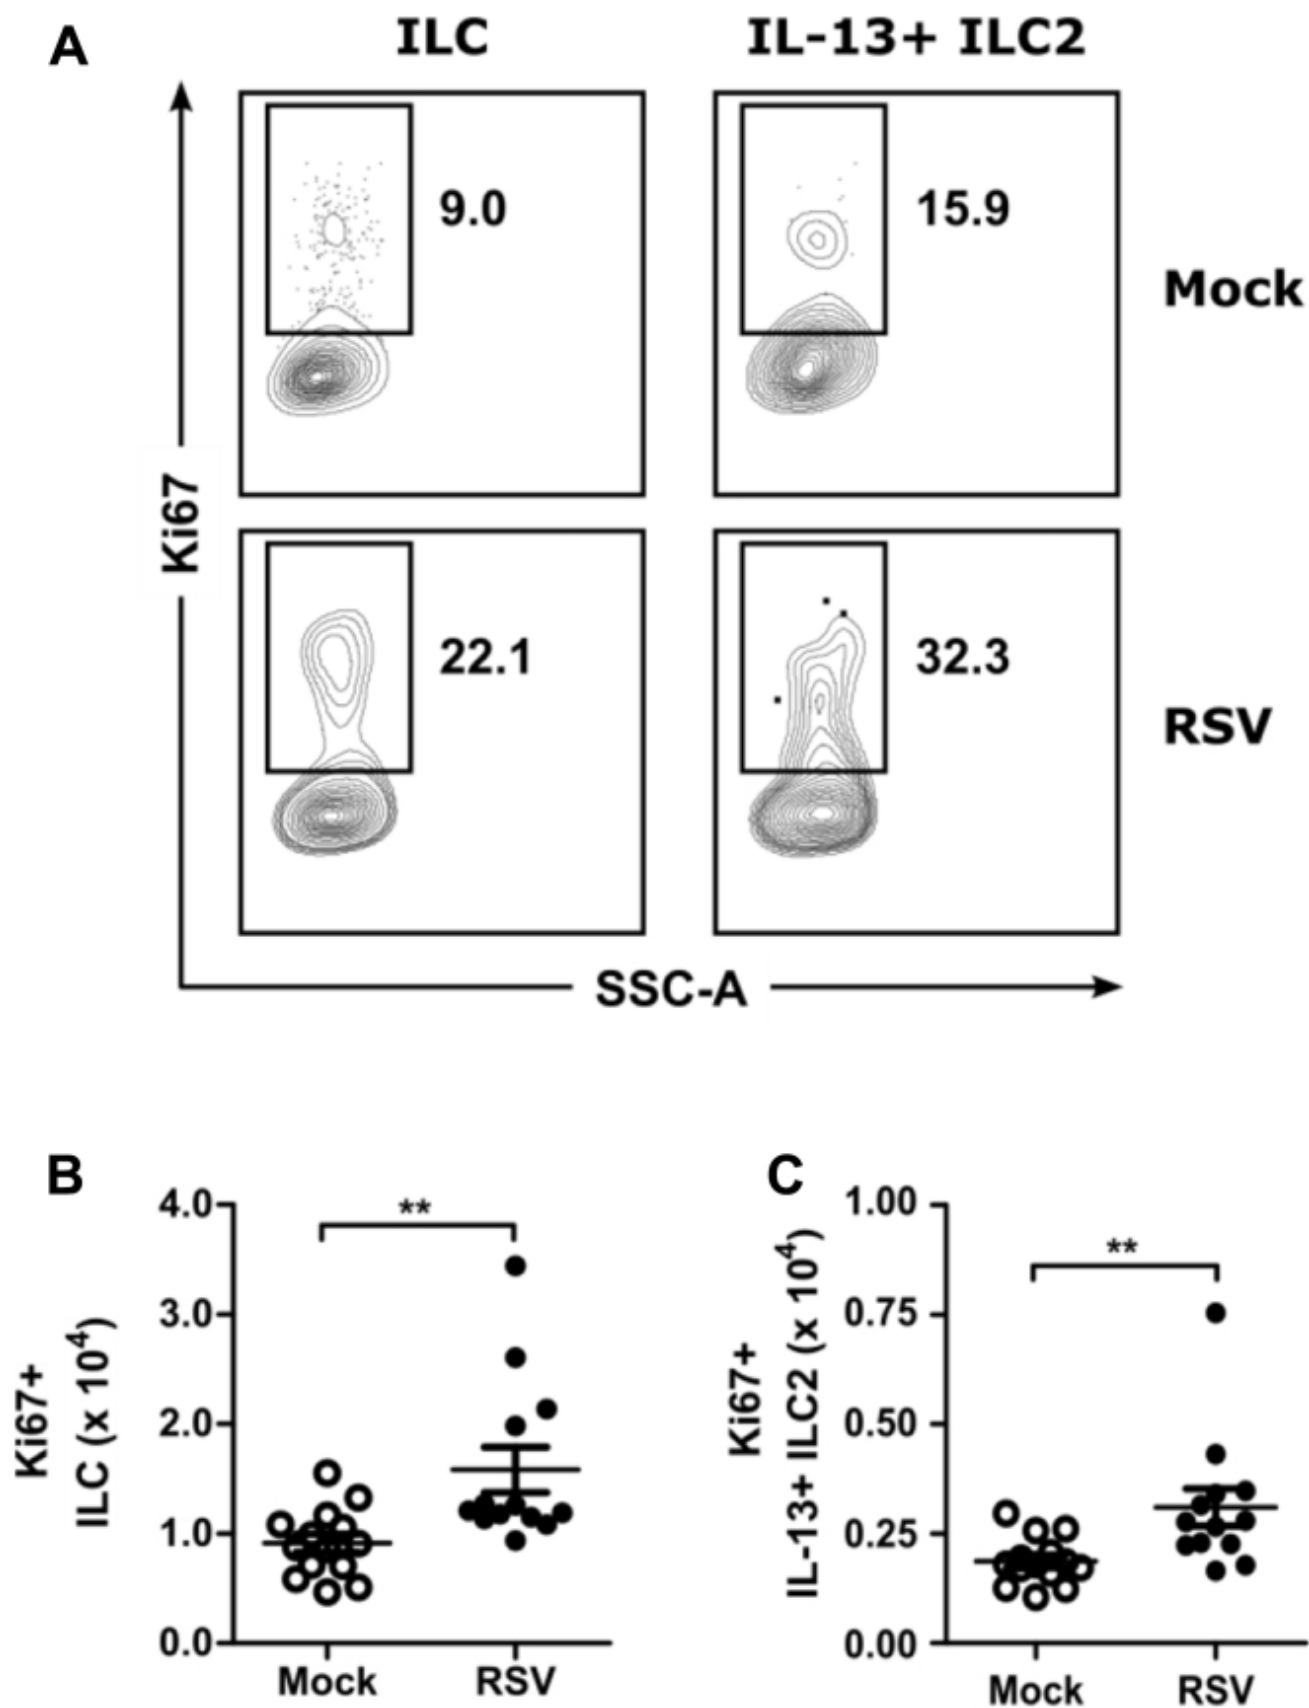 A
ILC
IL-13+ ILC2
9.0
15.9
Mock
Ki67
22.1
32.3
RSV
SSC-A
B
**
4.0
3.0
2.0
1.0
0.0
Ki67+
ILC (x 10⁴)
Mock
RSV
C
**
1.00
0.75
0.50
0.25
0.00
Ki67+
IL-13+ ILC2 (x 10⁴)
Mock
RSV